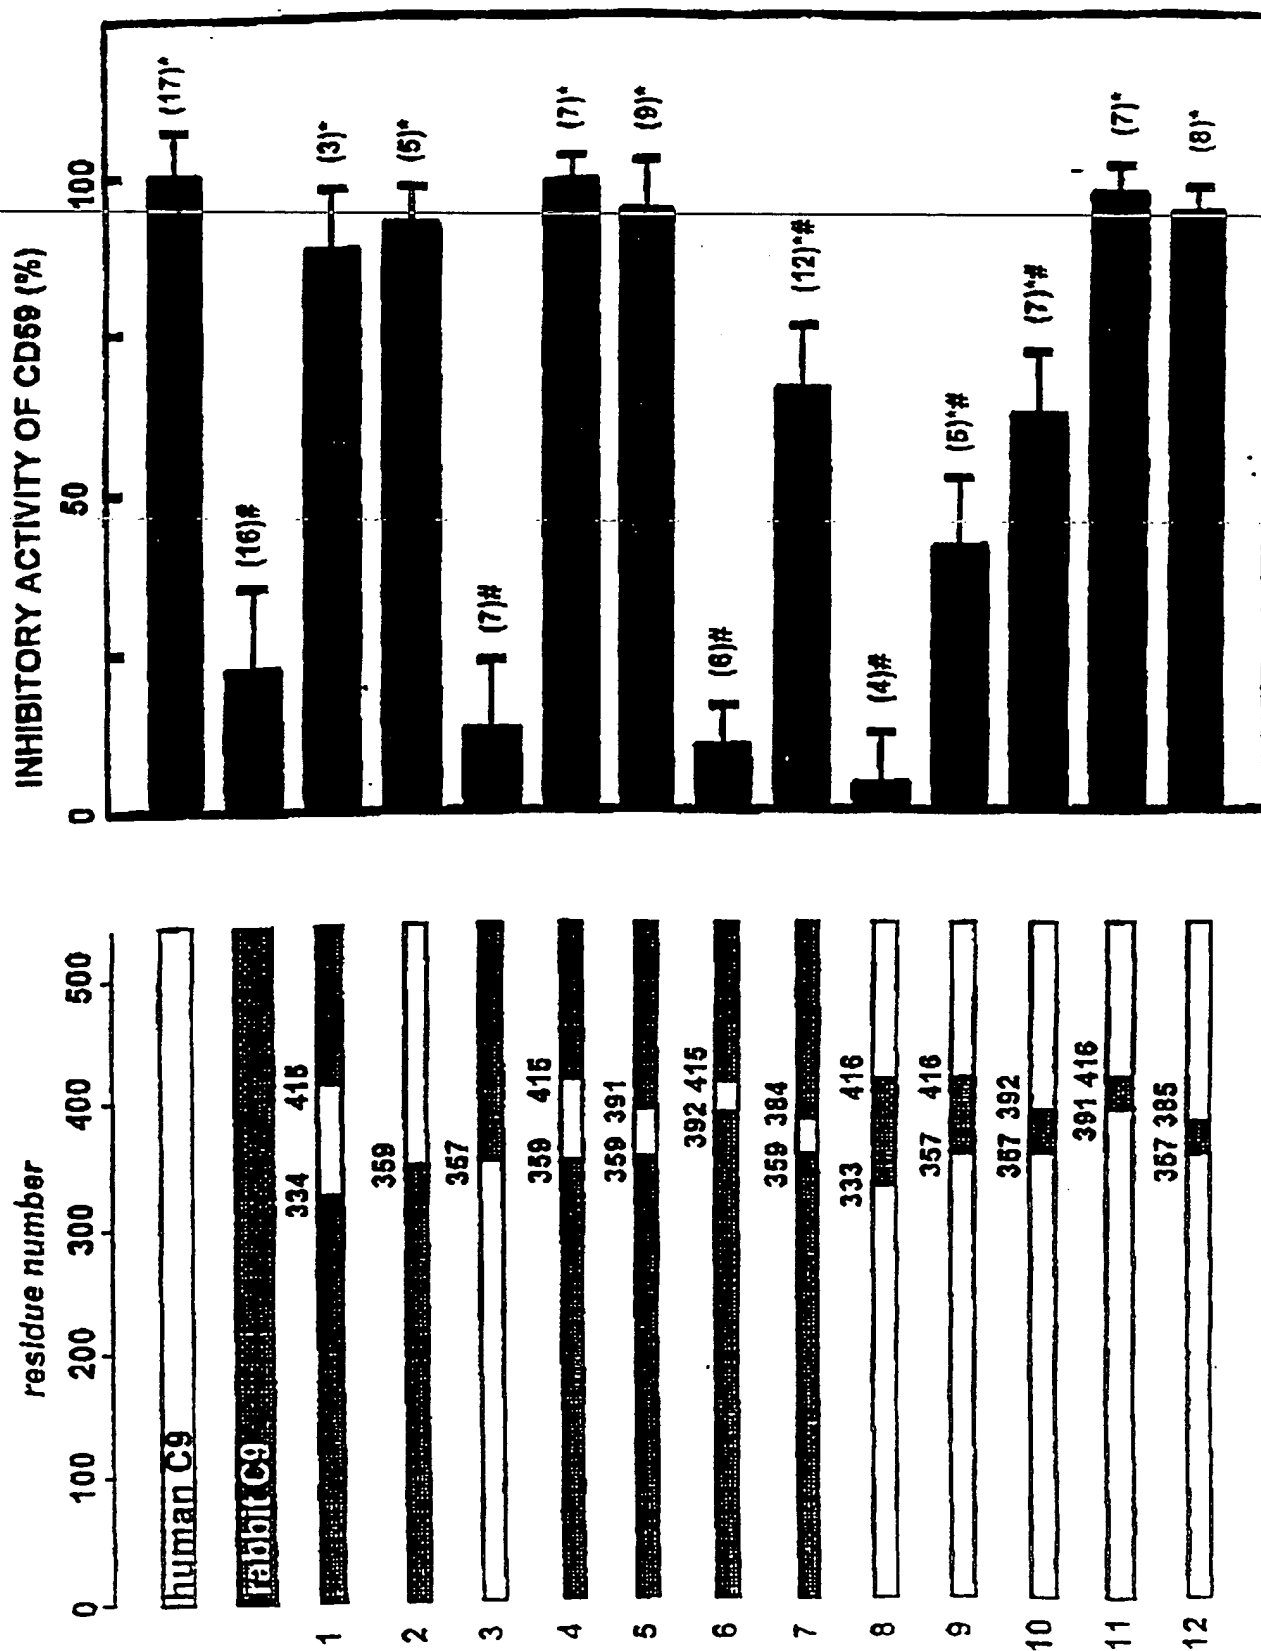 INHIBITORY ACTIVITY OF CD59 (%)
0 50 100
(17)*
(16)#
(3)*
(5)*
(7)#
(7)*
(9)*
(6)#
(12)*#
(4)#
(5)*#
(7)*#
(7)*
(8)*
residue number
0 100 200 300 400 500
human C9
rabbit C9
1 334 415
2 359
3 357
4 359 415
5 359 391
6 392 415
7 359 384
8 333 416
9 357 416
10 357 392
11 391 416
12 357 385